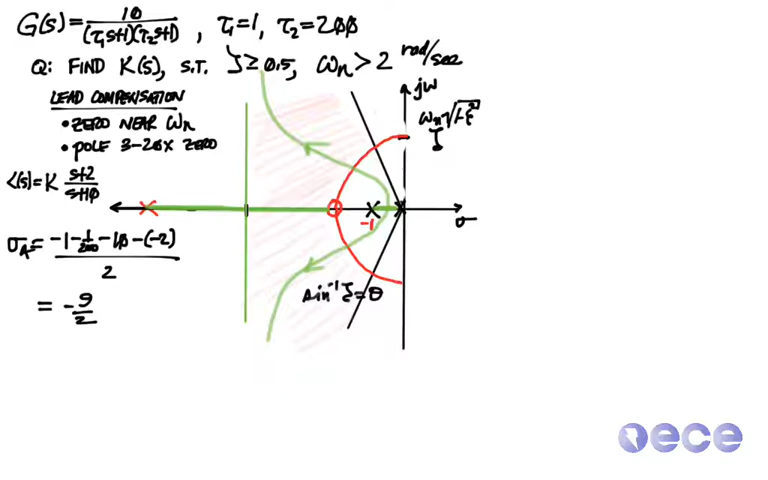 G(s)=10/((τ₁s+1)(τ₂s+1)), τ₁=1, τ₂=200
Q: FIND K(s), S.T. ζ≥0.5, ωn>2 rad/sec
LEAD COMPENSATION
• ZERO NEAR ωn
• POLE 3-20X ZERO
K(s)=K (s+2)/(s+10)
σA=(-1-1/200-10-(-2))/2
= -9/2
jω
ωn√1-ξ²
-1
σ
sin⁻¹ζ=θ
ece